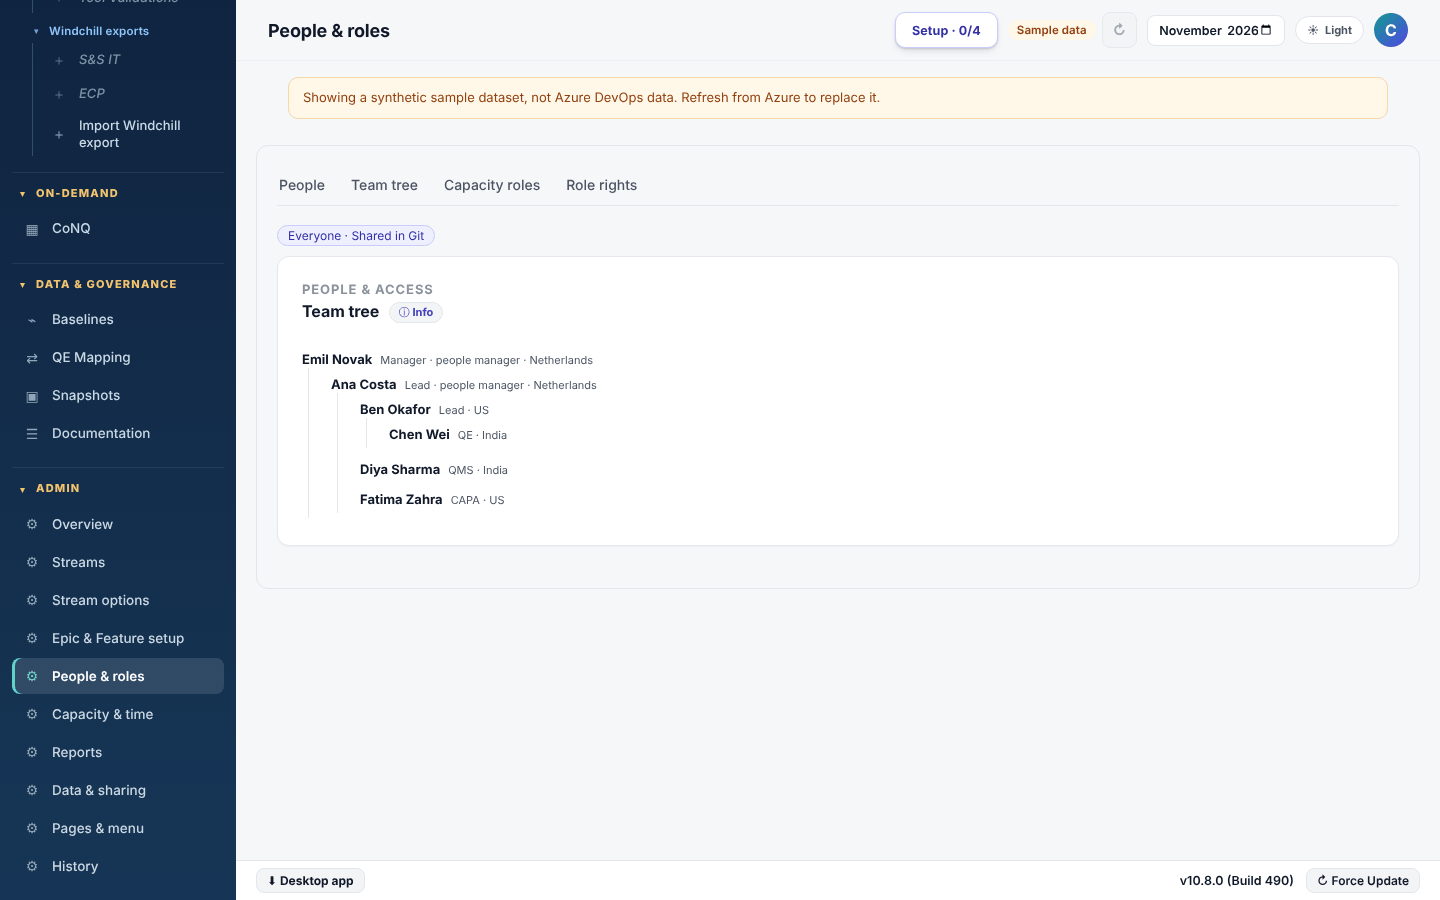 Windchill exports
S&S IT
ECP
Import Windchill
export
ON-DEMAND
CoNQ
DATA & GOVERNANCE
Baselines
QE Mapping
Snapshots
Documentation
ADMIN
Overview
Streams
Stream options
Epic & Feature setup
People & roles
Capacity & time
Reports
Data & sharing
Pages & menu
History
People & roles
Setup · 0/4
Sample data
November 2026
Light
C
Showing a synthetic sample dataset, not Azure DevOps data. Refresh from Azure to replace it.
People Team tree Capacity roles Role rights
Everyone · Shared in Git
PEOPLE & ACCESS
Team tree ⓘ Info
Emil Novak Manager · people manager · Netherlands
Ana Costa Lead · people manager · Netherlands
Ben Okafor Lead · US
Chen Wei QE · India
Diya Sharma QMS · India
Fatima Zahra CAPA · US
Desktop app
v10.8.0 (Build 490)
Force Update